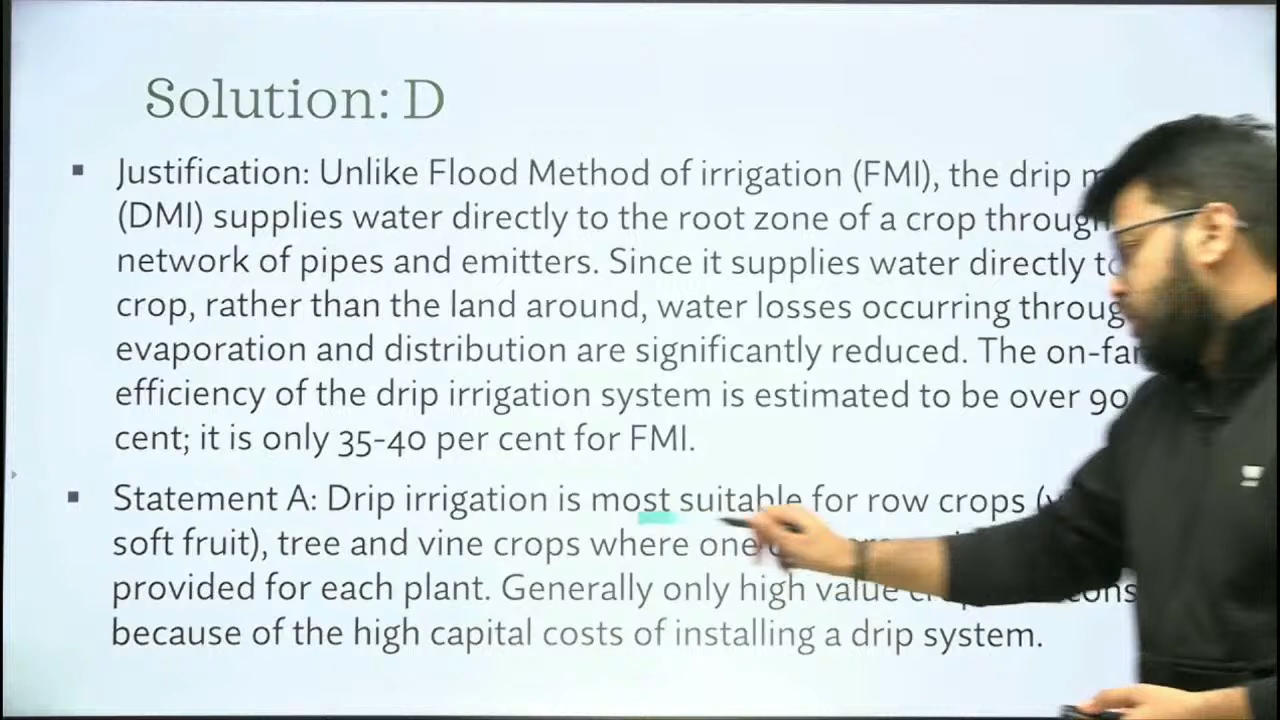 Solution: D
▪ Justification: Unlike Flood Method of irrigation (FMI), the drip
(DMI) supplies water directly to the root zone of a crop through
network of pipes and emitters. Since it supplies water directly to
crop, rather than the land around, water losses occurring
evaporation and distribution are significantly reduced. The
efficiency of the drip irrigation system is estimated to be over 90
cent; it is only 35-40 per cent for FMI.
▪ Statement A: Drip irrigation is most suitable for row crops
soft fruit), tree and vine crops where one
provided for each plant. Generally only high value
because of the high capital costs of installing a drip system.